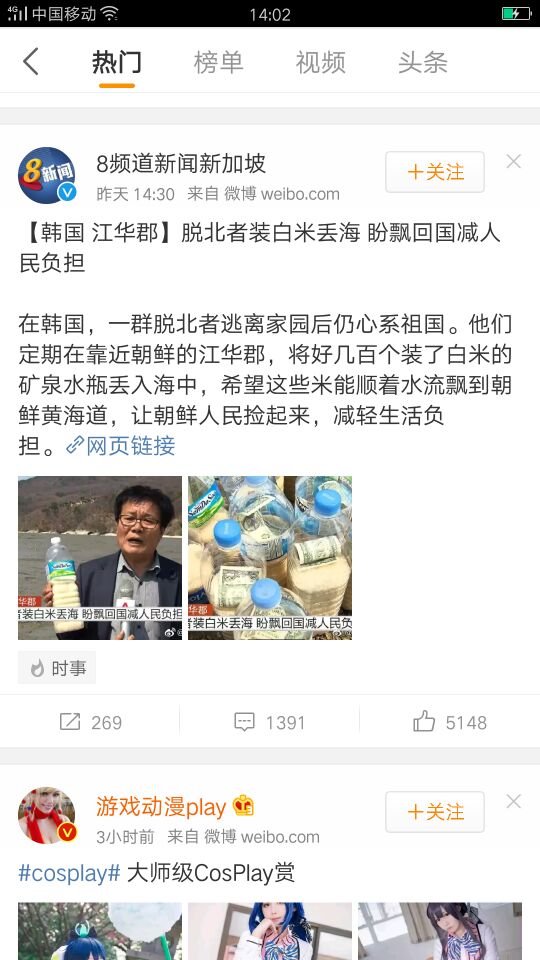 4G 中国移动 14:02
热门 榜单 视频 头条
8新闻
8频道新闻新加坡
昨天 14:30 来自 微博 weibo.com
+关注
【韩国 江华郡】脱北者装白米丢海 盼飘回国减人
民负担
在韩国，一群脱北者逃离家园后仍心系祖国。他们
定期在靠近朝鲜的江华郡，将好几百个装了白米的
矿泉水瓶丢入海中，希望这些米能顺着水流飘到朝
鲜黄海道，让朝鲜人民捡起来，减轻生活负
担。网页链接
华郡
者装白米丢海 盼飘回国减人民负担
华郡
者装白米丢海 盼飘回国减人民负
时事
269 1391 5148
游戏动漫play
3小时前 来自 微博 weibo.com
+关注
#cosplay# 大师级CosPlay赏